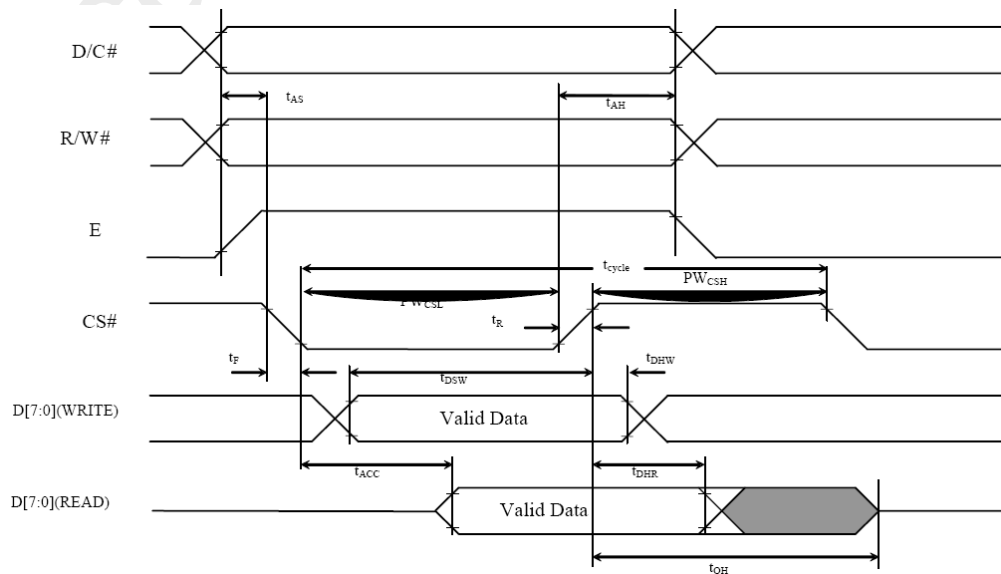 D/C#
tAS
tAH
R/W#
E
tcycle
PWCSL
PWCSH
CS#
tR
tF
tDSW
tDHW
D[7:0](WRITE)
Valid Data
tACC
tDHR
D[7:0](READ)
Valid Data
tOH